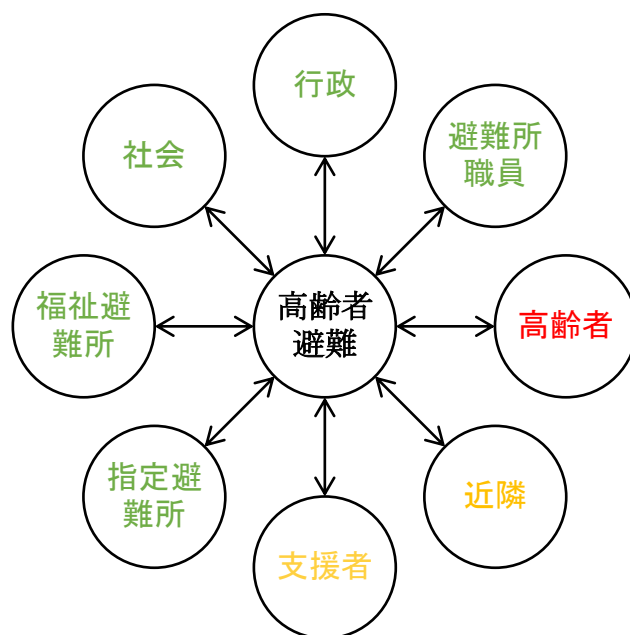 行政
社会
避難所
職員
福祉避
難所
高齢者
避難
高齢者
指定避
難所
近隣
支援者